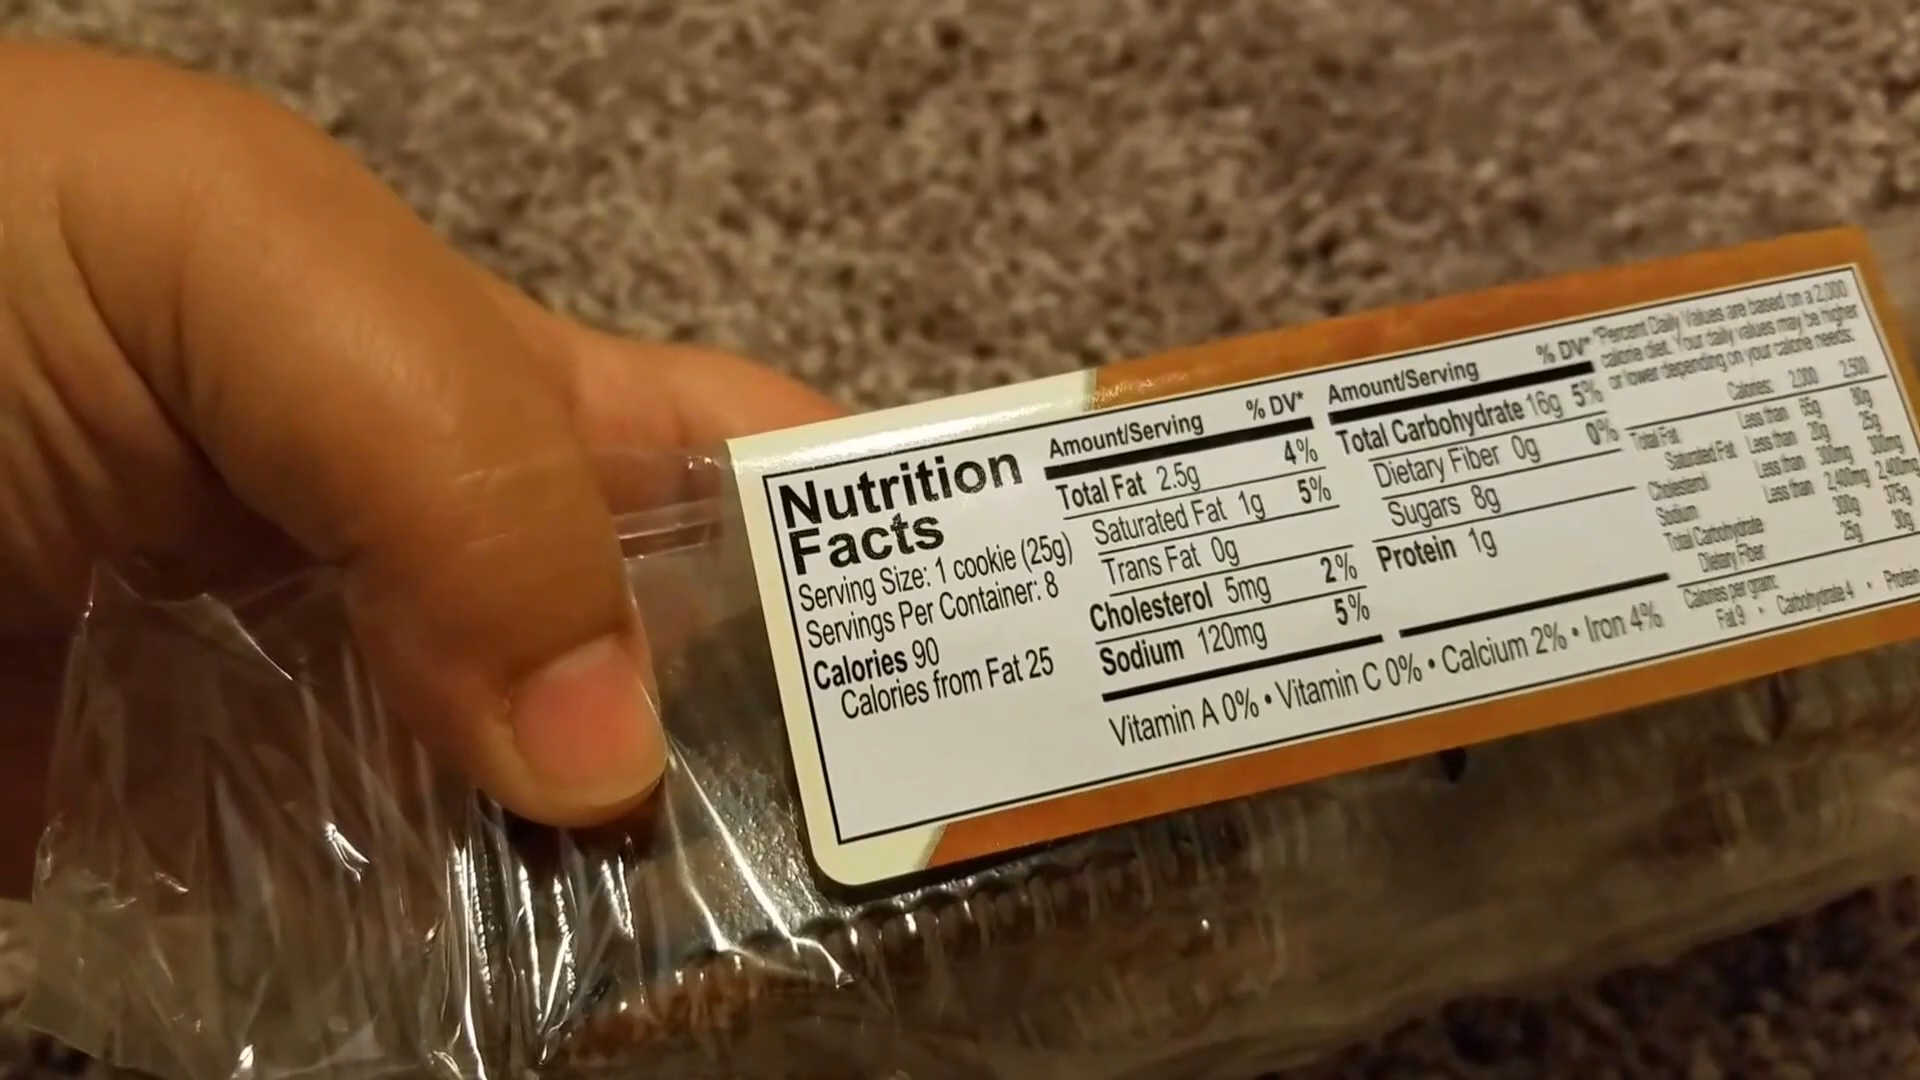 Nutrition
Facts
Serving Size: 1 cookie (25g)
Servings Per Container: 8
Calories 90
Calories from Fat 25
Amount/Serving % DV*
Total Fat 2.5g 4%
Saturated Fat 1g 5%
Trans Fat 0g
Cholesterol 5mg 2%
Sodium 120mg 5%
Amount/Serving % DV*
Total Carbohydrate 16g 5%
Dietary Fiber 0g 0%
Sugars 8g
Protein 1g
Vitamin A 0% • Vitamin C 0% • Calcium 2% • Iron 4%
*Percent Daily Values are based on a 2,000
calorie diet. Your daily values may be higher
or lower depending on your calorie needs:
Calories: 2,000 2,500
Total Fat Less than 65g 80g
Saturated Fat Less than 20g 25g
Cholesterol Less than 300mg 300mg
Sodium Less than 2,400mg 2,400mg
Total Carbohydrate 300g 375g
Dietary Fiber 25g 30g
Calories per gram:
Fat 9 • Carbohydrate 4 • Protein